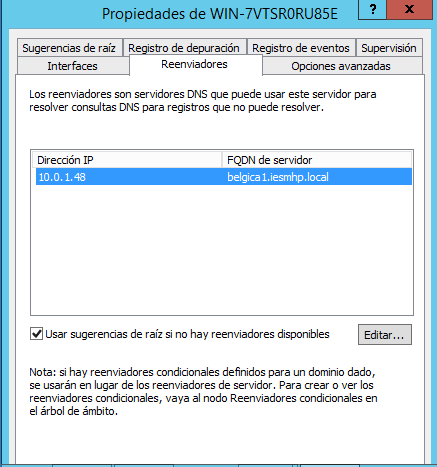 Propiedades de WIN-7VTSR0RU85E
?
x
Sugerencias de raíz
Registro de depuración
Registro de eventos
Supervisión
Interfaces
Reenviadores
Opciones avanzadas
Los reenviadores son servidores DNS que puede usar este servidor para
resolver consultas DNS para registros que no puede resolver.
Dirección IP
FQDN de servidor
10.0.1.48
belgica1.iesmhp.local
Usar sugerencias de raíz si no hay reenviadores disponibles
Editar...
Nota: si hay reenviadores condicionales definidos para un dominio dado,
se usarán en lugar de los reenviadores de servidor. Para crear o ver los
reenviadores condicionales, vaya al nodo Reenviadores condicionales en
el árbol de ámbito.